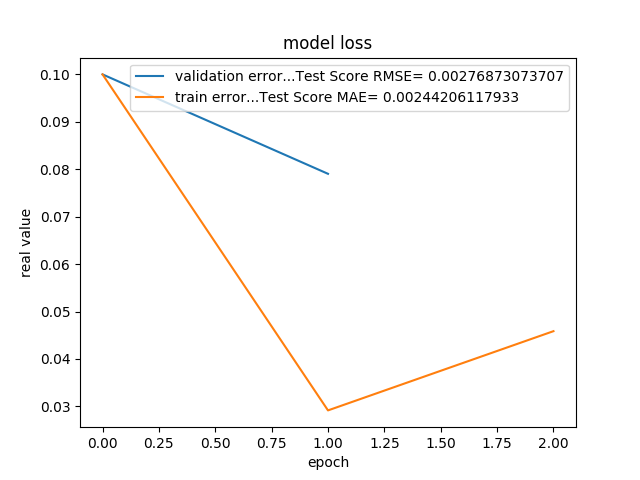 model loss
validation error...Test Score RMSE= 0.00276873073707
train error...Test Score MAE= 0.00244206117933
0.10
0.09
0.08
0.07
0.06
0.05
0.04
0.03
real value
0.00 0.25 0.50 0.75 1.00 1.25 1.50 1.75 2.00
epoch